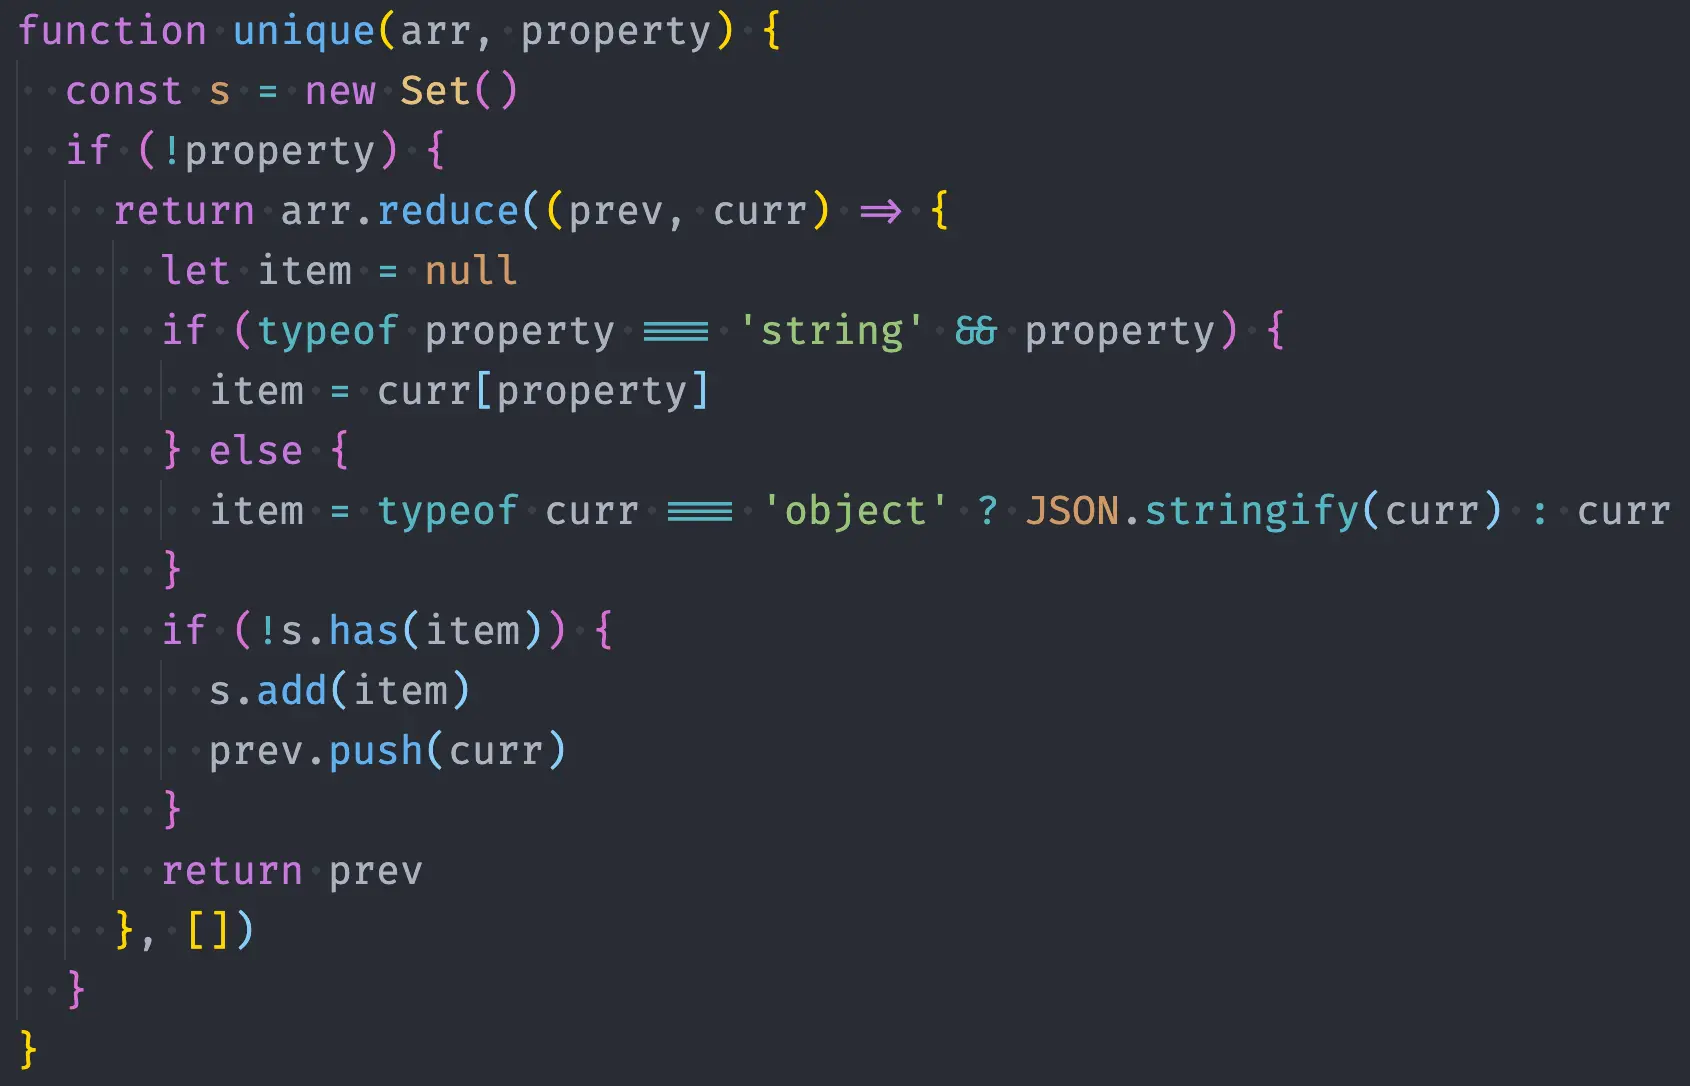 function unique(arr, property) {
  const s = new Set()
  if (!property) {
    return arr.reduce((prev, curr) => {
      let item = null
      if (typeof property === 'string' && property) {
        item = curr[property]
      } else {
        item = typeof curr === 'object' ? JSON.stringify(curr) : curr
      }
      if (!s.has(item)) {
        s.add(item)
        prev.push(curr)
      }
      return prev
    }, [])
  }
}